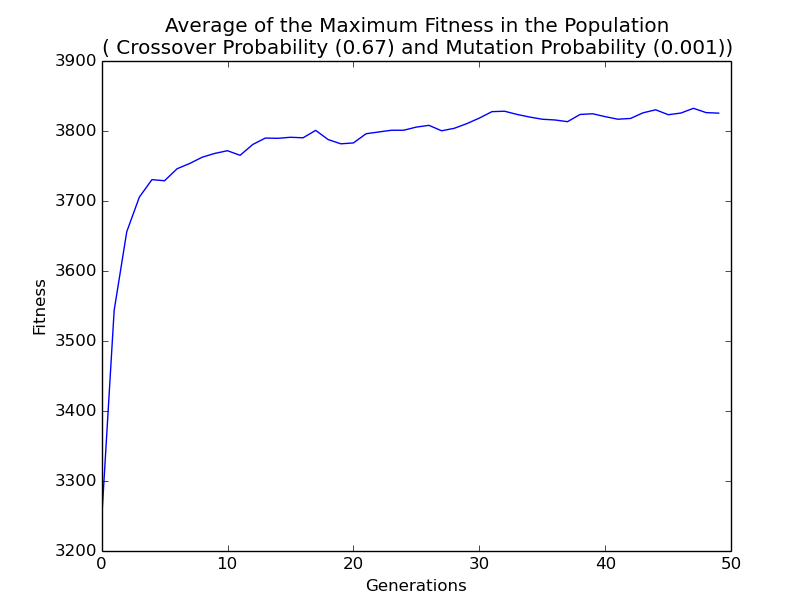 Average of the Maximum Fitness in the Population
( Crossover Probability (0.67) and Mutation Probability (0.001))
3900
3800
3700
3600
3500
3400
3300
3200
Fitness
0 10 20 30 40 50
Generations